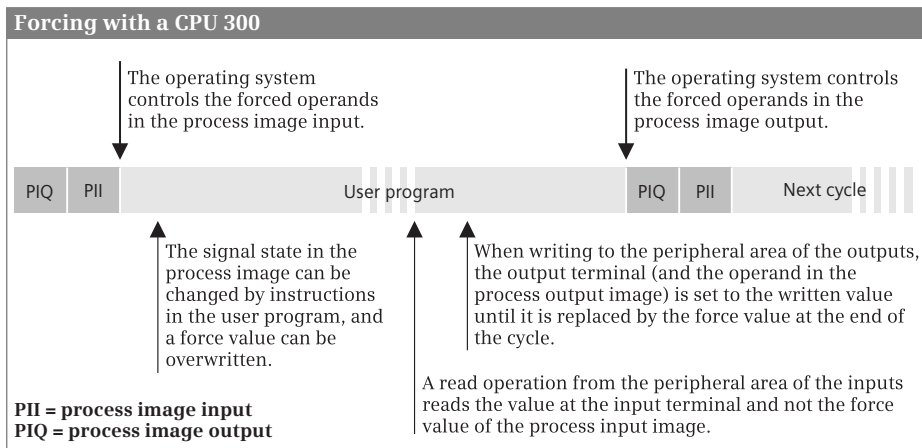 Forcing with a CPU 300
The operating system
controls the forced operands
in the process image input.
The operating system controls
the forced operands in the
process image output.
PIQ
PII
User program
PIQ
PII
Next cycle
The signal state in the
process image can be
changed by instructions
in the user program, and
a force value can be
overwritten.
When writing to the peripheral area of the outputs,
the output terminal (and the operand in the
process output image) is set to the written value
until it is replaced by the force value at the end of
the cycle.
A read operation from the peripheral area of the inputs
reads the value at the input terminal and not the force
value of the process input image.
PII = process image input
PIQ = process image output